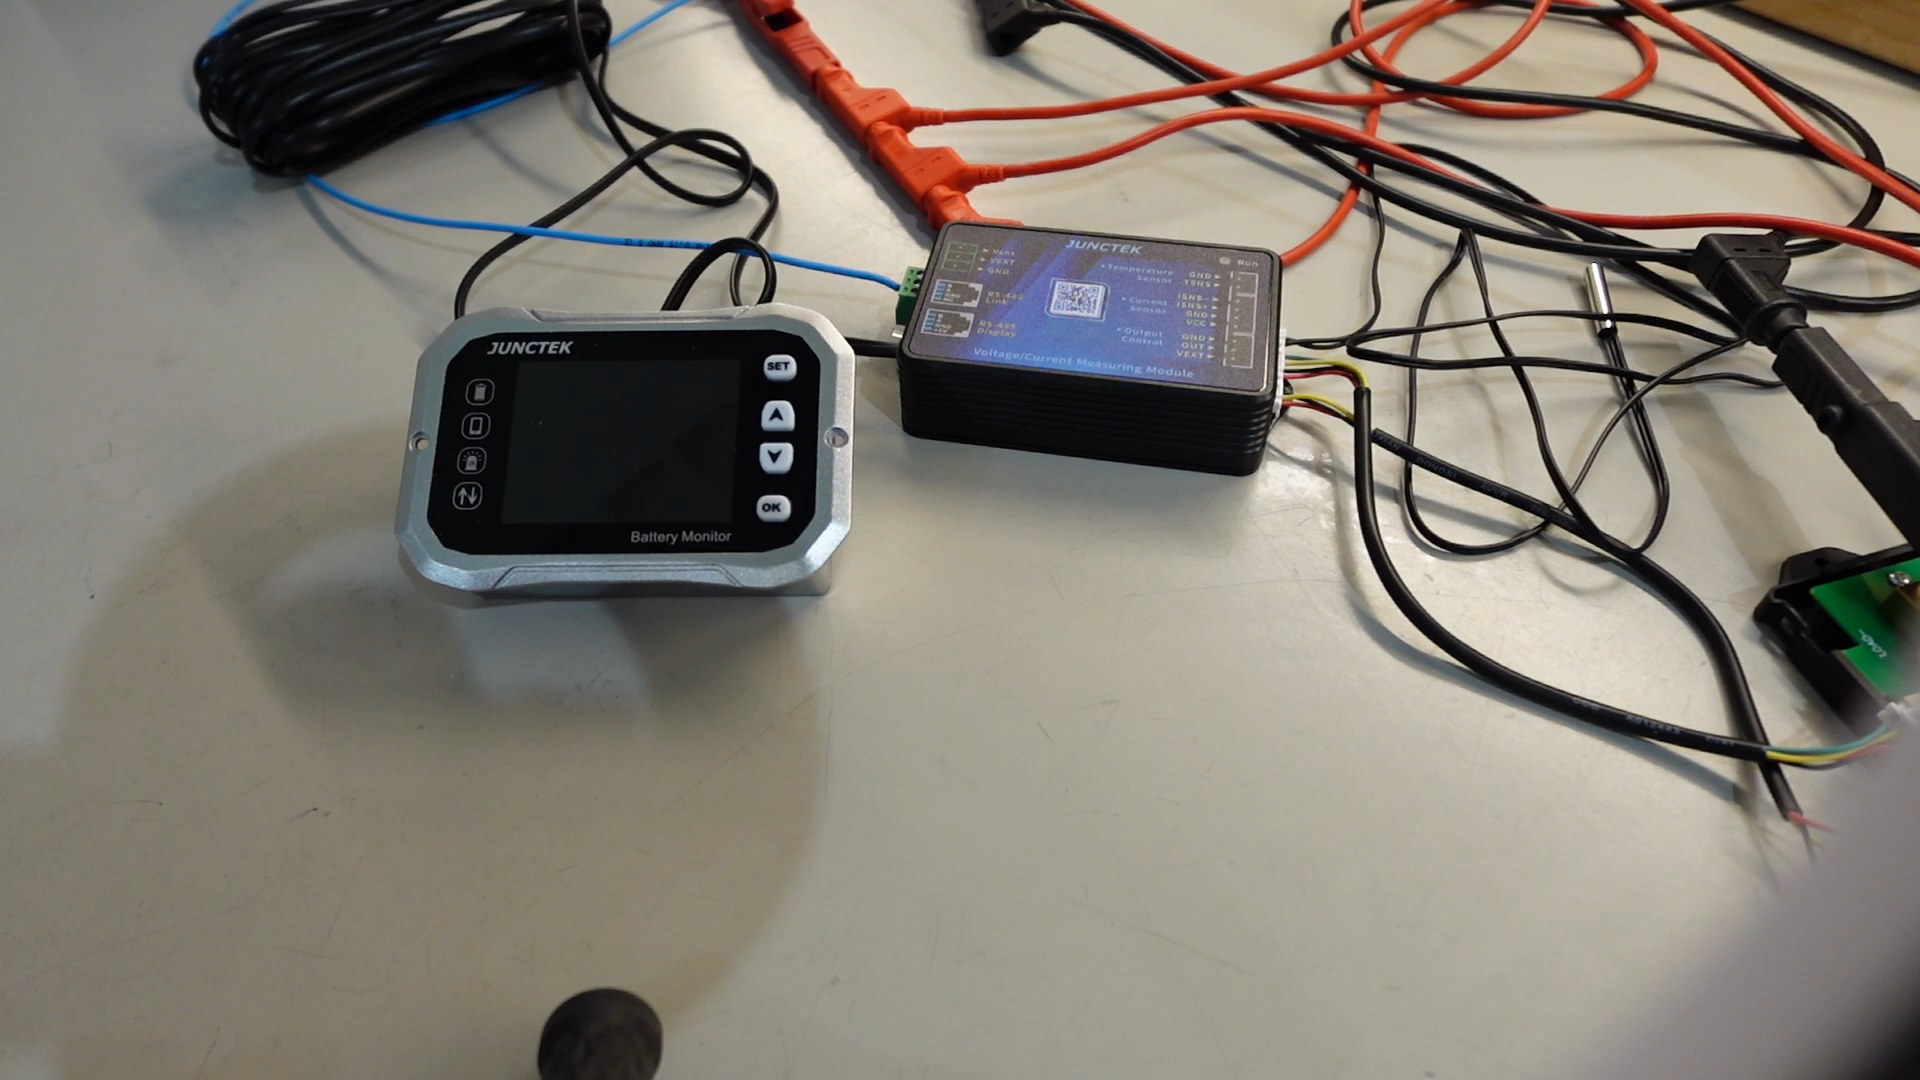 JUNCTEK
SET
OK
Battery Monitor
JUNCTEK
VEXT
GND
RS-485
Link
RS-485
Display
Temperature
Sensor
Current
Sensor
Output
Control
Run
GND
TSNS
ISNS-
ISNS+
GND
VCC
GND
OUT
VEXT
Voltage/Current Measuring Module
LOAD-